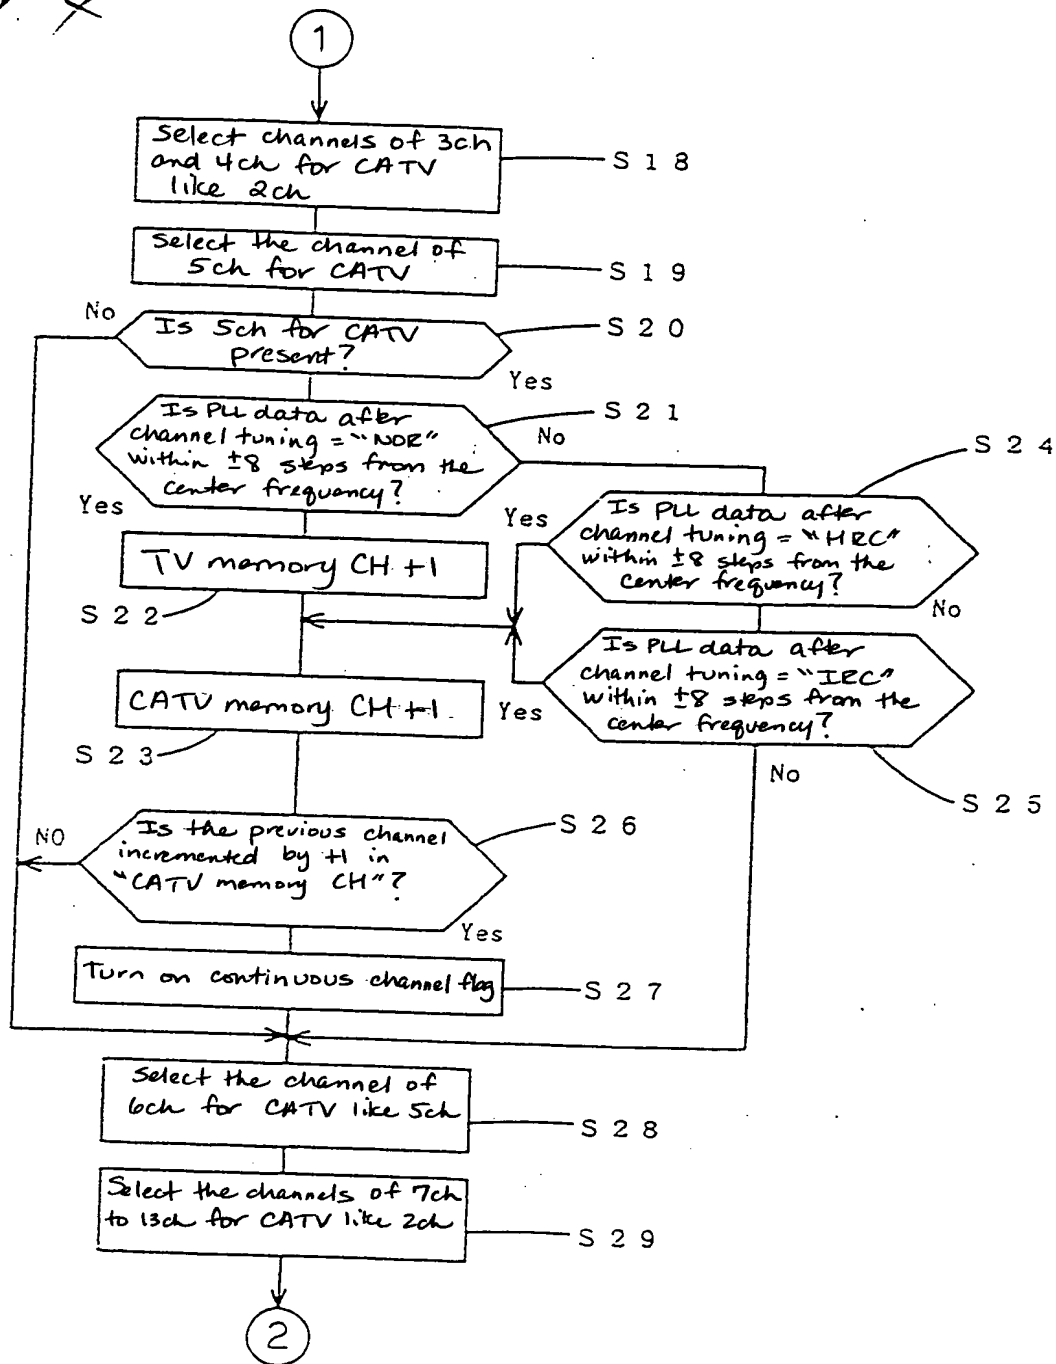 1
Select channels of 3ch
and 4ch for CATV
like 2ch
S 1 8
Select the channel of
5ch for CATV
S 1 9
No
Is 5ch for CATV
present?
S 2 0
Yes
Is PLL data after
channel tuning = "NOR"
within ±8 steps from the
center frequency?
S 2 1
No
Yes
S 2 4
Is PLL data after
channel tuning = "HRC"
within ±8 steps from the
center frequency?
Yes
No
TV memory CH +1
S 2 2
Is PLL data after
channel tuning = "IRC"
within ±8 steps from the
center frequency?
Yes
No
S 2 5
CATV memory CH +1.
S 2 3
Is the previous channel
incremented by +1 in
"CATV memory CH"?
S 2 6
NO
Yes
Turn on continuous channel flag
S 2 7
Select the channel of
6ch for CATV like 5ch
S 2 8
Select the channels of 7ch
to 13ch for CATV like 2ch
S 2 9
2